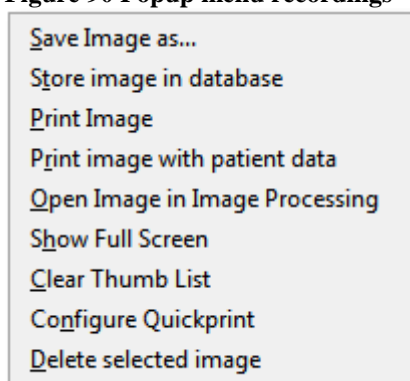 Figure 90 Popup menu recordings
Save Image as...
Store image in database
Print Image
Print image with patient data
Open Image in Image Processing
Show Full Screen
Clear Thumb List
Configure Quickprint
Delete selected image